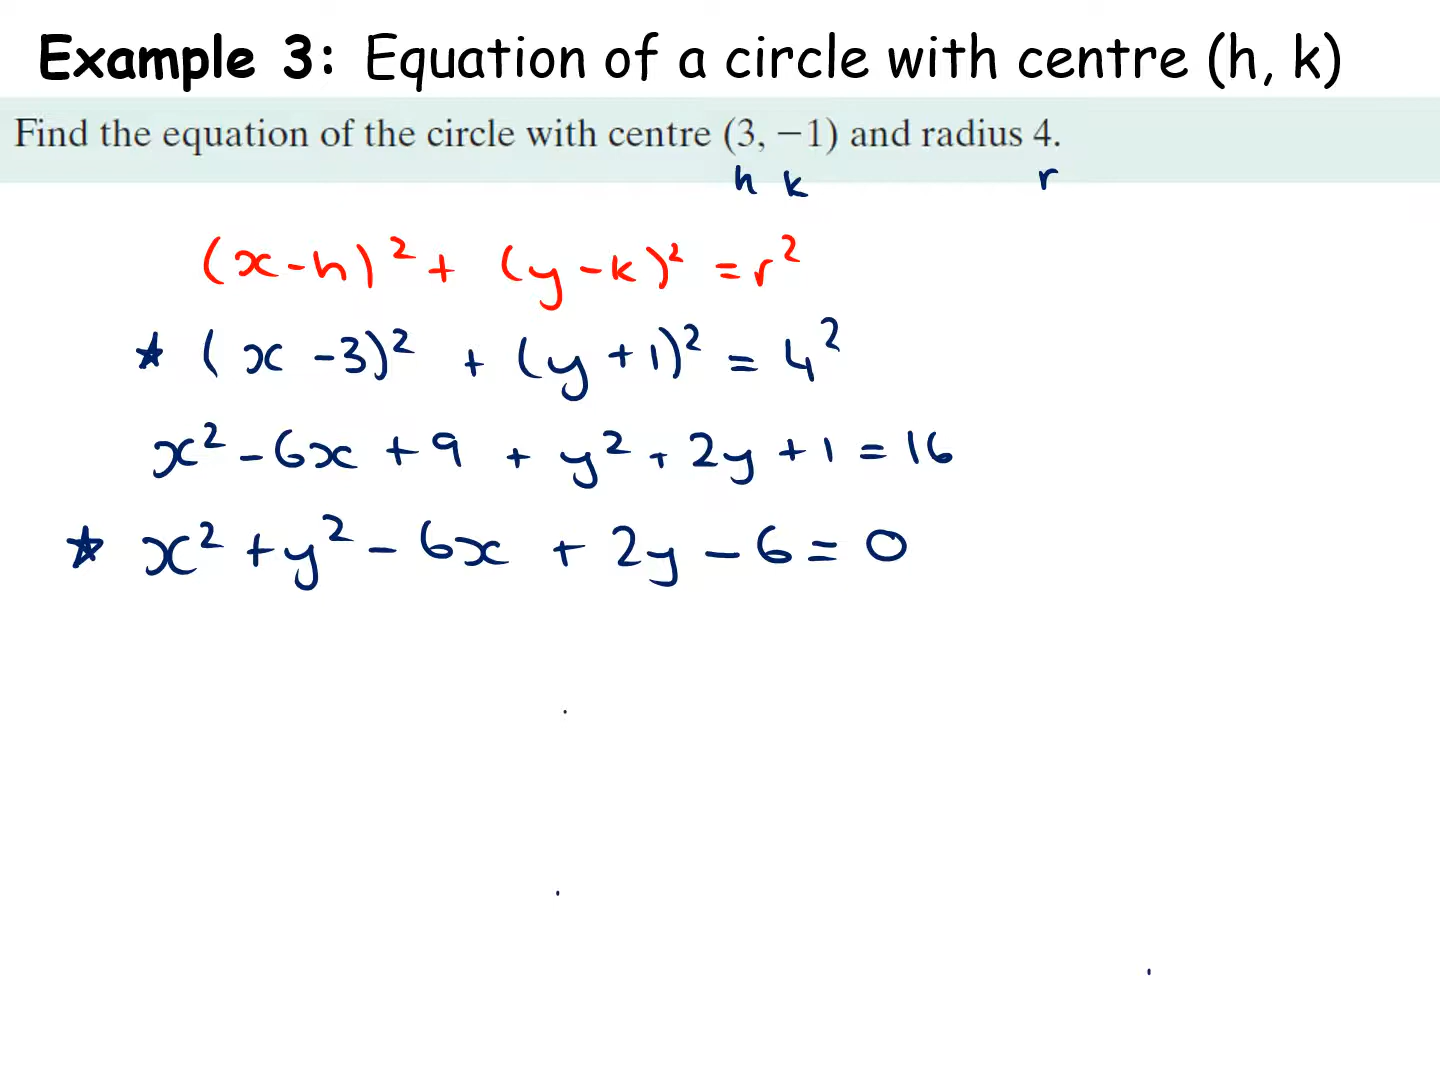 Example 3: Equation of a circle with centre (h, k)
Find the equation of the circle with centre (3, −1) and radius 4.
h k r
(x-h)² + (y-k)² = r²
★ (x -3)² + (y +1)² = 4²
x² - 6x + 9 + y² + 2y + 1 = 16
★ x² + y² - 6x + 2y - 6 = 0